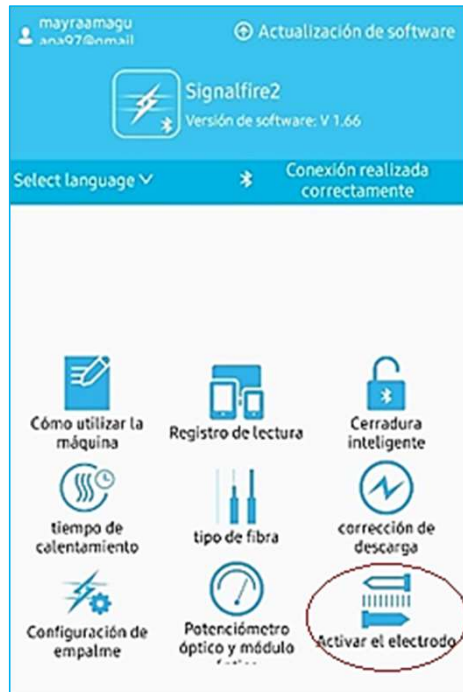 mayraamagu
Actualización de software
Signalfire2
Versión de software: V 1.66
Select language
Conexión realizada
correctamente
Cómo utilizar la
máquina
Registro de lectura
Cerradura
inteligente
tiempo de
calentamiento
tipo de fibra
corrección de
descarga
Configuración de
empalme
Potenciómetro
óptico y módulo
Activar el electrodo